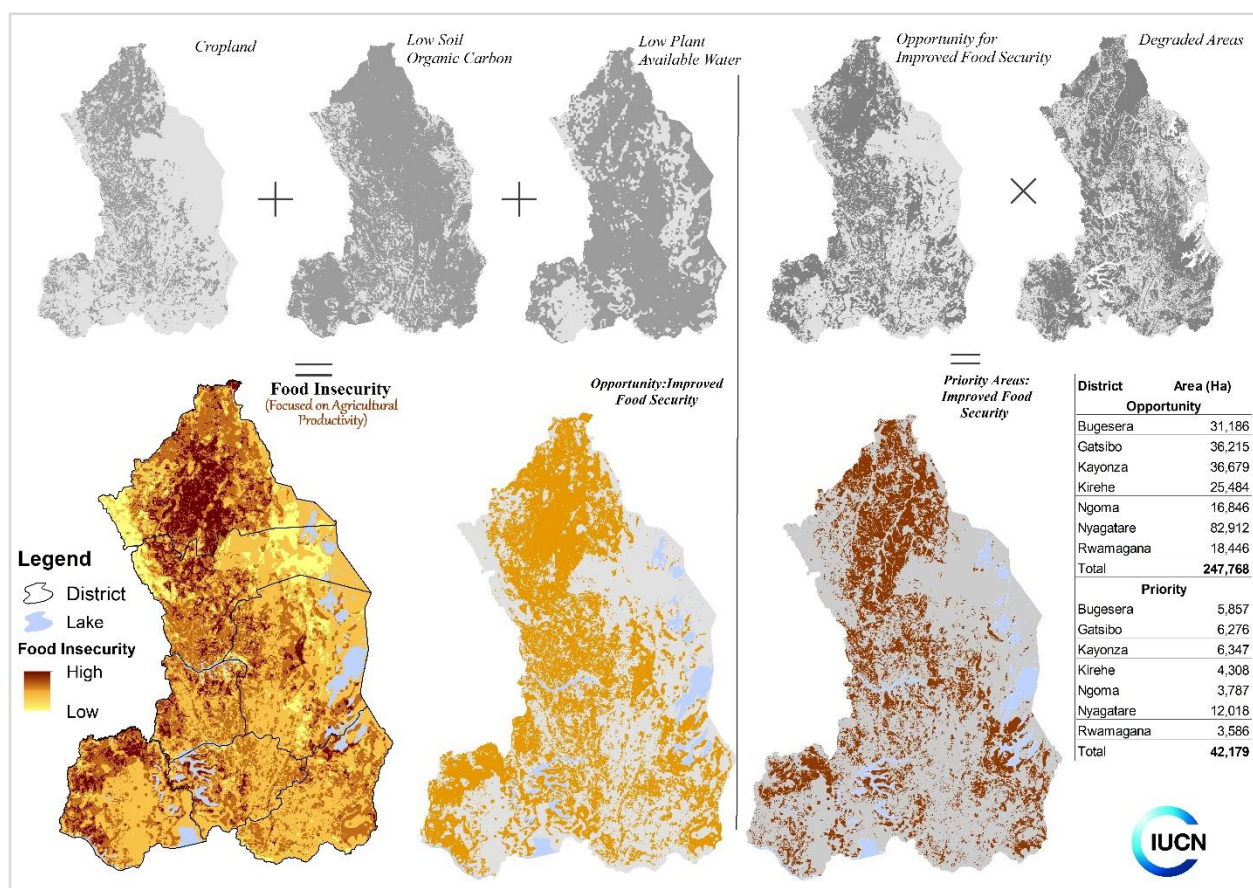 Cropland
Low Soil
Organic Carbon
Low Plant
Available Water
Opportunity for
Improved Food Security
Degraded Areas
+
+
×
=
Food Insecurity
(Focused on Agricultural
Productivity)
Opportunity:Improved
Food Security
=
Priority Areas:
Improved Food
Security
Legend
District
Lake
Food Insecurity
High
Low
District Area (Ha)
Opportunity
Bugesera 31,186
Gatsibo 36,215
Kayonza 36,679
Kirehe 25,484
Ngoma 16,846
Nyagatare 82,912
Rwamagana 18,446
Total 247,768
Priority
Bugesera 5,857
Gatsibo 6,276
Kayonza 6,347
Kirehe 4,308
Ngoma 3,787
Nyagatare 12,018
Rwamagana 3,586
Total 42,179
IUCN